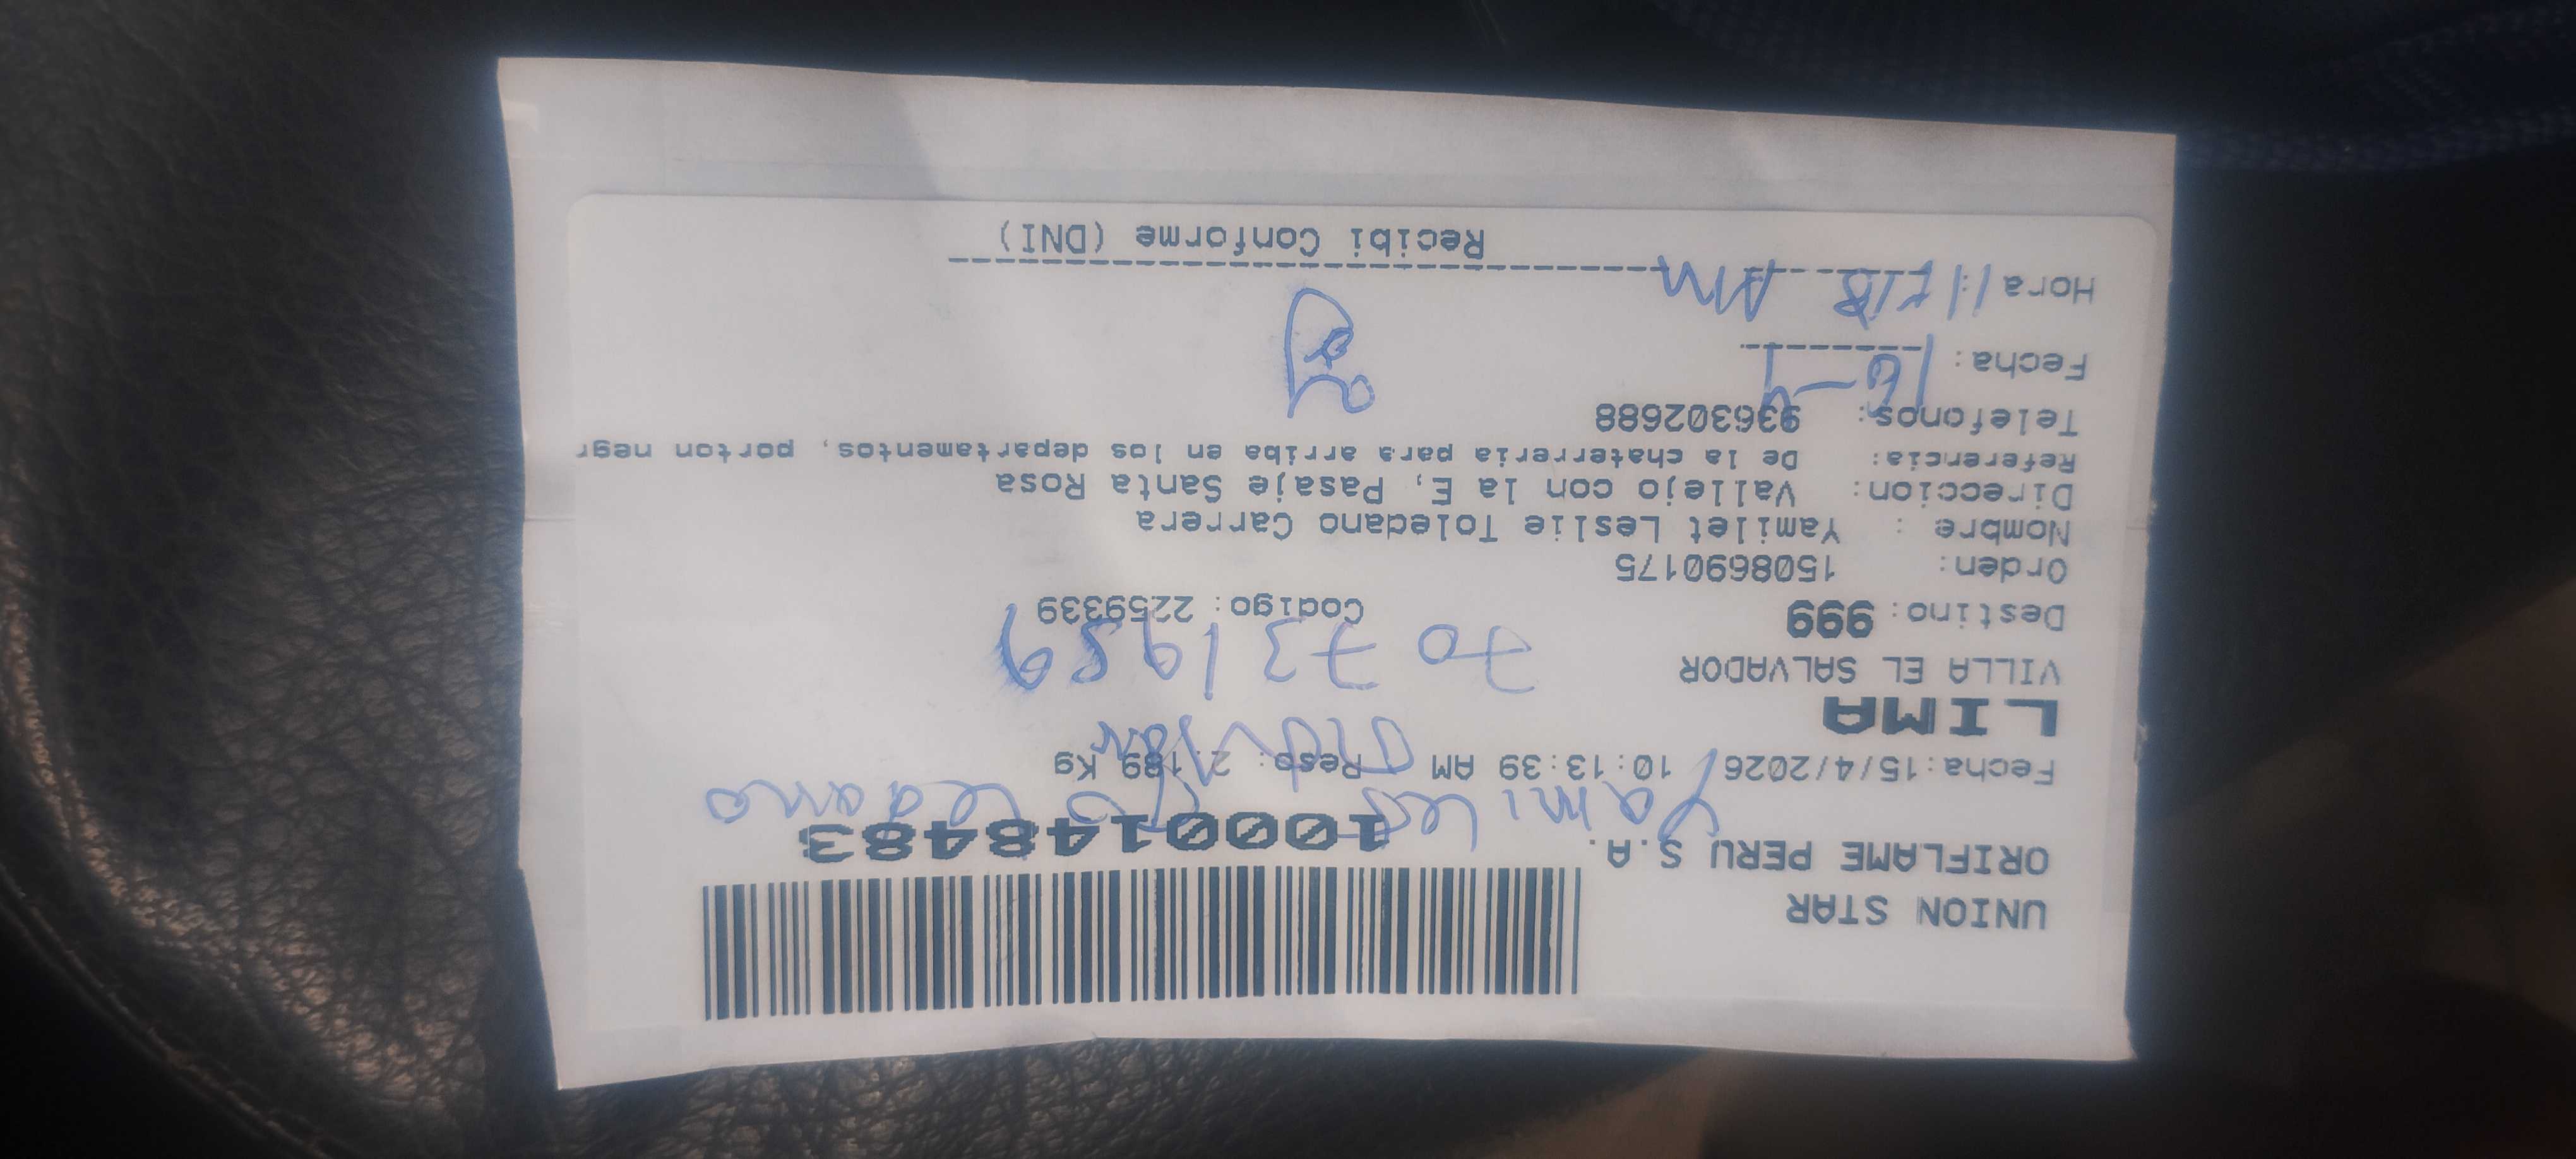 UNION STAR
ORIFLAME PERU S.A.
1000148483
Yamilet Toledano
Fecha:15/4/2026 10:13:39 AM Peso: 2.189 Kg
LIMA
VILLA EL SALVADOR
70731989
Destino: 999 Codigo: 2259339
Orden: 1508690175
Nombre : Yamilet Leslie Toledano Carrera
Direccion: Vallejo con la E, Pasaje Santa Rosa
Referencia: De la chaterreria para arriba en los departamentos, porton negr
Telefonos: 936302688
Fecha: 16-4
Hora : 11:18 AM
Recibi Conforme (DNI)